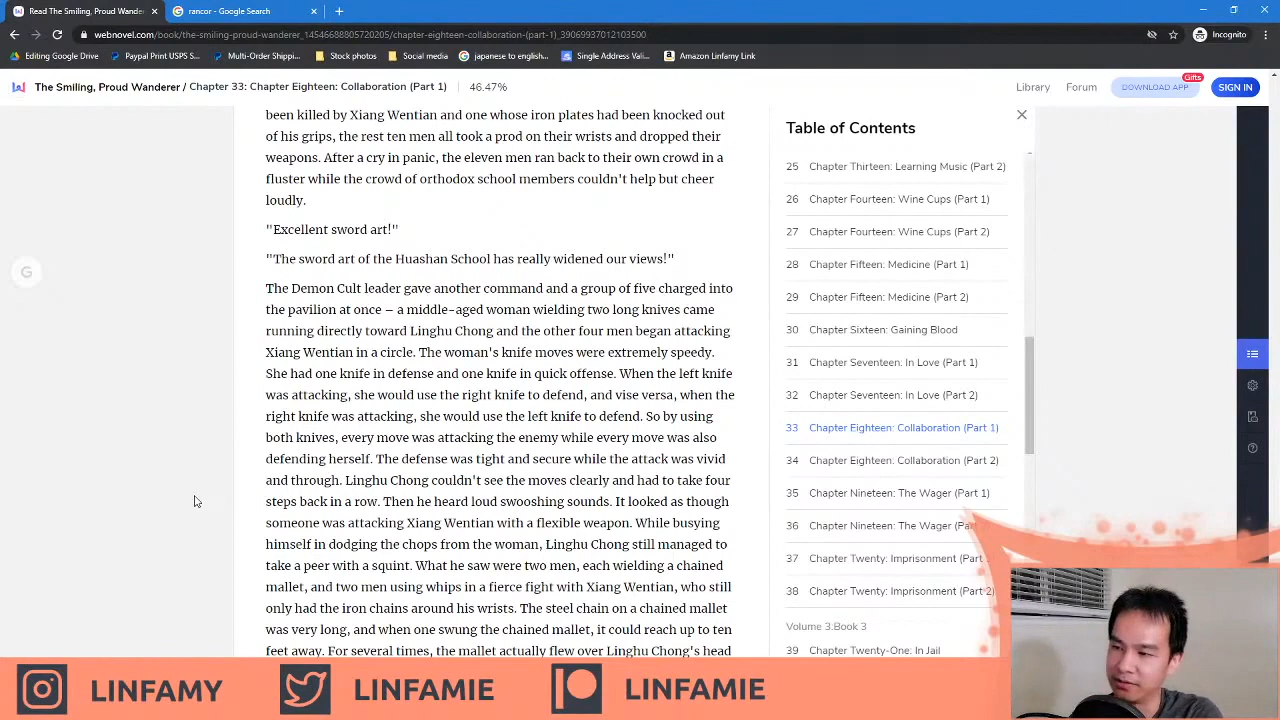 Read The Smiling, Proud Wande
rancor - Google Search
webnovel.com/book/the-smiling-proud-wanderer_14546688805720205/chapter-eighteen-collaboration-(part-1)_39069937012103500
Incognito
Editing Google Drive
Paypal Print USPS S...
Multi-Order Shippi...
Stock photos
Social media
japanese to english...
Single Address Vali...
Amazon Linfamy Link
The Smiling, Proud Wanderer / Chapter 33: Chapter Eighteen: Collaboration (Part 1)
46.47%
Library
Forum
DOWNLOAD APP
Gifts
SIGN IN
been killed by Xiang Wentian and one whose iron plates had been knocked out
of his grips, the rest ten men all took a prod on their wrists and dropped their
weapons. After a cry in panic, the eleven men ran back to their own crowd in a
fluster while the crowd of orthodox school members couldn't help but cheer
loudly.
"Excellent sword art!"
"The sword art of the Huashan School has really widened our views!"
The Demon Cult leader gave another command and a group of five charged into
the pavilion at once – a middle-aged woman wielding two long knives came
running directly toward Linghu Chong and the other four men began attacking
Xiang Wentian in a circle. The woman's knife moves were extremely speedy.
She had one knife in defense and one knife in quick offense. When the left knife
was attacking, she would use the right knife to defend, and vise versa, when the
right knife was attacking, she would use the left knife to defend. So by using
both knives, every move was attacking the enemy while every move was also
defending herself. The defense was tight and secure while the attack was vivid
and through. Linghu Chong couldn't see the moves clearly and had to take four
steps back in a row. Then he heard loud swooshing sounds. It looked as though
someone was attacking Xiang Wentian with a flexible weapon. While busying
himself in dodging the chops from the woman, Linghu Chong still managed to
take a peer with a squint. What he saw were two men, each wielding a chained
mallet, and two men using whips in a fierce fight with Xiang Wentian, who still
only had the iron chains around his wrists. The steel chain on a chained mallet
was very long, and when one swung the chained mallet, it could reach up to ten
feet away. For several times, the mallet actually flew over Linghu Chong's head
Table of Contents
25 Chapter Thirteen: Learning Music (Part 2)
26 Chapter Fourteen: Wine Cups (Part 1)
27 Chapter Fourteen: Wine Cups (Part 2)
28 Chapter Fifteen: Medicine (Part 1)
29 Chapter Fifteen: Medicine (Part 2)
30 Chapter Sixteen: Gaining Blood
31 Chapter Seventeen: In Love (Part 1)
32 Chapter Seventeen: In Love (Part 2)
33 Chapter Eighteen: Collaboration (Part 1)
34 Chapter Eighteen: Collaboration (Part 2)
35 Chapter Nineteen: The Wager (Part 1)
36 Chapter Nineteen: The Wager (Par
37 Chapter Twenty: Imprisonment (Part
38 Chapter Twenty: Imprisonment (Part 2)
Volume 3:Book 3
39 Chapter Twenty-One: In Jail
G
LINFAMY
LINFAMIE
LINFAMIE